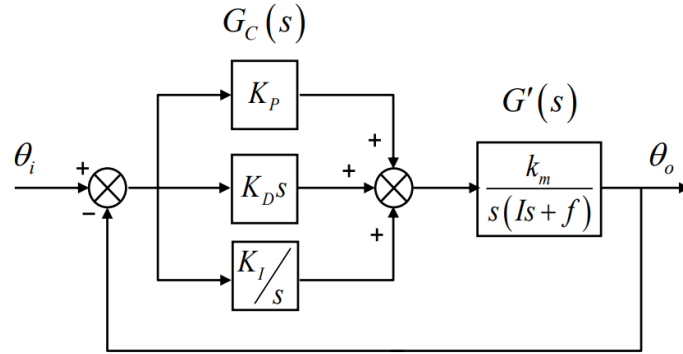 G_C(s)
K_P
G'(s)
θ_i
+
+
K_D s
+
k_m
s(Is + f)
θ_o
−
+
K_I/s